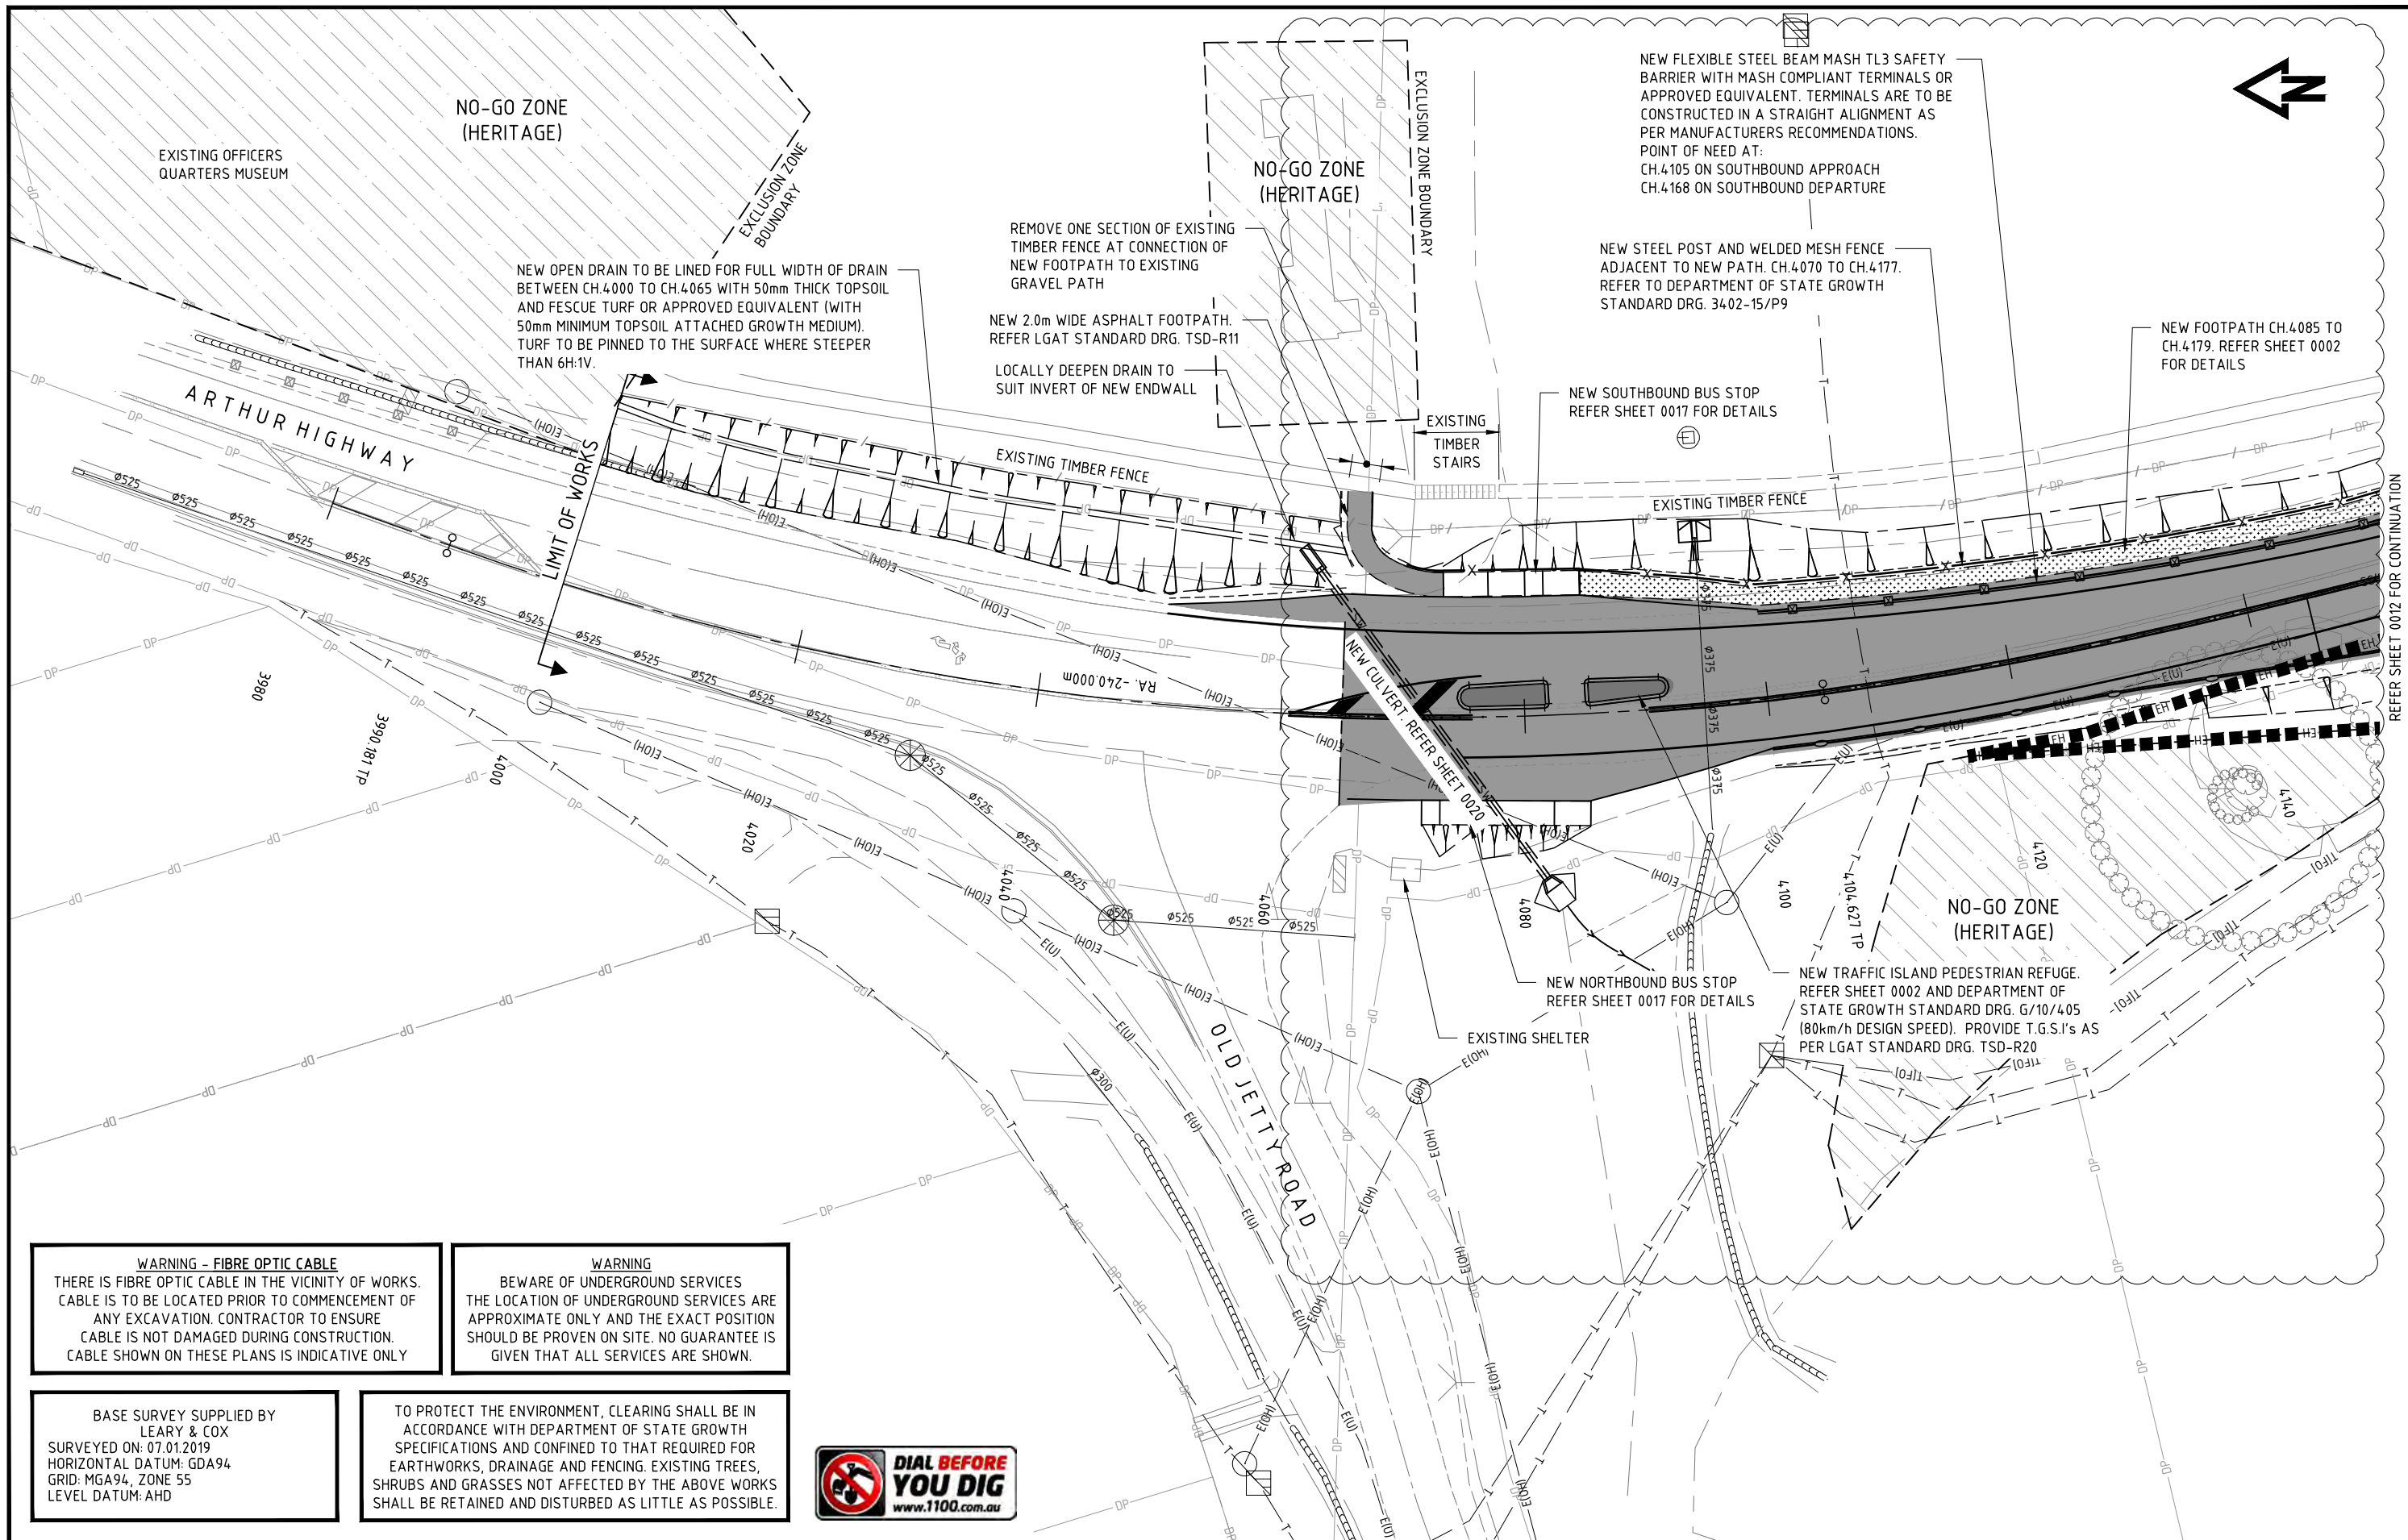 NO-GO ZONE
(HERITAGE)
EXISTING OFFICERS
QUARTERS MUSEUM
EXCLUSION ZONE
BOUNDARY
NO-GO ZONE
(HERITAGE)
EXCLUSION ZONE BOUNDARY
NEW FLEXIBLE STEEL BEAM MASH TL3 SAFETY
BARRIER WITH MASH COMPLIANT TERMINALS OR
APPROVED EQUIVALENT. TERMINALS ARE TO BE
CONSTRUCTED IN A STRAIGHT ALIGNMENT AS
PER MANUFACTURERS RECOMMENDATIONS.
POINT OF NEED AT:
CH.4105 ON SOUTHBOUND APPROACH
CH.4168 ON SOUTHBOUND DEPARTURE
N
REMOVE ONE SECTION OF EXISTING
TIMBER FENCE AT CONNECTION OF
NEW FOOTPATH TO EXISTING
GRAVEL PATH
NEW STEEL POST AND WELDED MESH FENCE
ADJACENT TO NEW PATH. CH.4070 TO CH.4177.
REFER TO DEPARTMENT OF STATE GROWTH
STANDARD DRG. 3402-15/P9
NEW OPEN DRAIN TO BE LINED FOR FULL WIDTH OF DRAIN
BETWEEN CH.4000 TO CH.4065 WITH 50mm THICK TOPSOIL
AND FESCUE TURF OR APPROVED EQUIVALENT (WITH
50mm MINIMUM TOPSOIL ATTACHED GROWTH MEDIUM).
TURF TO BE PINNED TO THE SURFACE WHERE STEEPER
THAN 6H:1V.
NEW 2.0m WIDE ASPHALT FOOTPATH.
REFER LGAT STANDARD DRG. TSD-R11
LOCALLY DEEPEN DRAIN TO
SUIT INVERT OF NEW ENDWALL
NEW FOOTPATH CH.4085 TO
CH.4179. REFER SHEET 0002
FOR DETAILS
NEW SOUTHBOUND BUS STOP
REFER SHEET 0017 FOR DETAILS
E
EXISTING
TIMBER
STAIRS
ARTHUR HIGHWAY
LIMIT OF WORKS
EXISTING TIMBER FENCE
EXISTING TIMBER FENCE
REFER SHEET 0012 FOR CONTINUATION
RA. -240.000m
NEW CULVERT. REFER SHEET 0020
Ø525
Ø375
Ø375
Ø375
Ø300
3980
3990.181 TP
4000
4020
4040
4060
4080
4100
4104.627 TP
4120
4140
NO-GO ZONE
(HERITAGE)
NEW NORTHBOUND BUS STOP
REFER SHEET 0017 FOR DETAILS
EXISTING SHELTER
NEW TRAFFIC ISLAND PEDESTRIAN REFUGE.
REFER SHEET 0002 AND DEPARTMENT OF
STATE GROWTH STANDARD DRG. G/10/405
(80km/h DESIGN SPEED). PROVIDE T.G.S.I's AS
PER LGAT STANDARD DRG. TSD-R20
OLD JETTY ROAD
WARNING - FIBRE OPTIC CABLE
THERE IS FIBRE OPTIC CABLE IN THE VICINITY OF WORKS.
CABLE IS TO BE LOCATED PRIOR TO COMMENCEMENT OF
ANY EXCAVATION. CONTRACTOR TO ENSURE
CABLE IS NOT DAMAGED DURING CONSTRUCTION.
CABLE SHOWN ON THESE PLANS IS INDICATIVE ONLY
WARNING
BEWARE OF UNDERGROUND SERVICES
THE LOCATION OF UNDERGROUND SERVICES ARE
APPROXIMATE ONLY AND THE EXACT POSITION
SHOULD BE PROVEN ON SITE. NO GUARANTEE IS
GIVEN THAT ALL SERVICES ARE SHOWN.
BASE SURVEY SUPPLIED BY
LEARY & COX
SURVEYED ON: 07.01.2019
HORIZONTAL DATUM: GDA94
GRID: MGA94, ZONE 55
LEVEL DATUM: AHD
TO PROTECT THE ENVIRONMENT, CLEARING SHALL BE IN
ACCORDANCE WITH DEPARTMENT OF STATE GROWTH
SPECIFICATIONS AND CONFINED TO THAT REQUIRED FOR
EARTHWORKS, DRAINAGE AND FENCING. EXISTING TREES,
SHRUBS AND GRASSES NOT AFFECTED BY THE ABOVE WORKS
SHALL BE RETAINED AND DISTURBED AS LITTLE AS POSSIBLE.
DIAL BEFORE
YOU DIG
www.1100.com.au